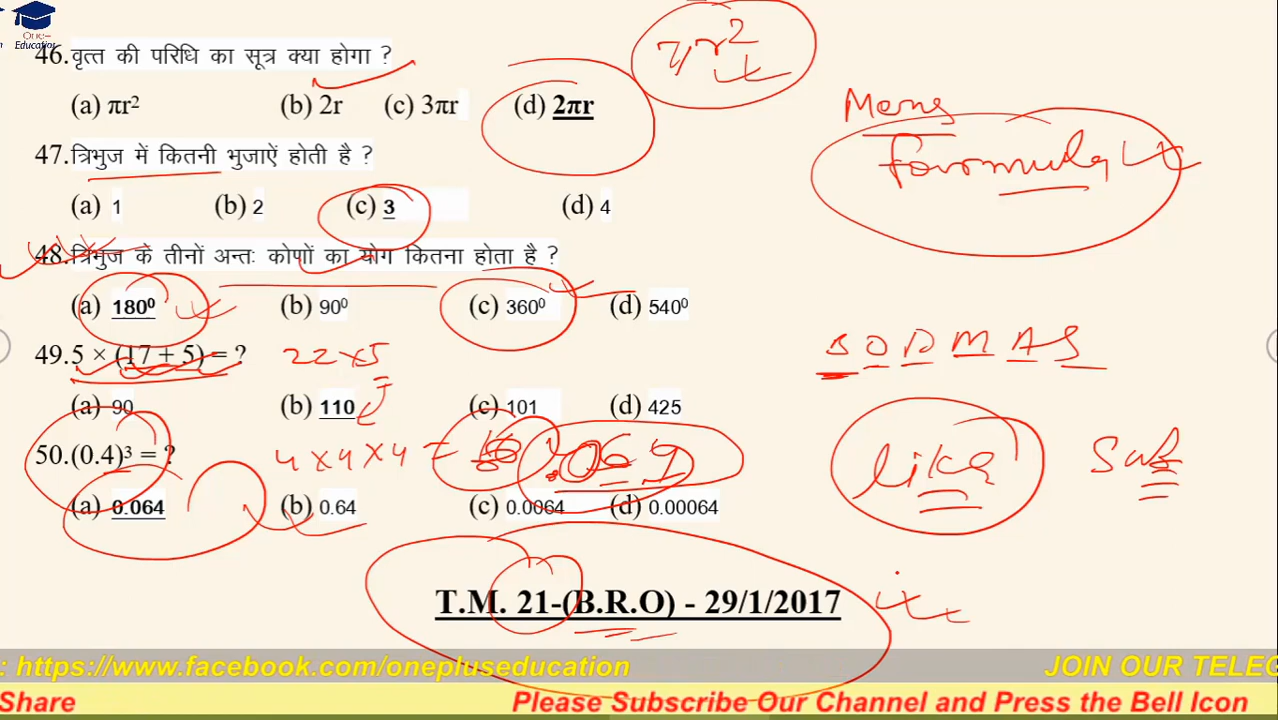 One-
Education
46. वृत्त की परिधि का सूत्र क्या होगा ?
πr²
(a) πr² (b) 2r (c) 3πr (d) 2πr
Mens
formula
47. त्रिभुज में कितनी भुजाऐं होती है ?
(a) 1 (b) 2 (c) 3 (d) 4
48. त्रिभुज के तीनों अन्तः कोणों का योग कितना होता है ?
(a) 180⁰ (b) 90⁰ (c) 360⁰ (d) 540⁰
BODMAS
49. 5 × (17 + 5) = ? 22 × 5
(a) 90 (b) 110 (c) 101 (d) 425
50. (0.4)³ = ? 4 × 4 × 4 =
like
(a) 0.064 (b) 0.64 (c) 0.0064 (d) 0.00064
T.M. 21-(B.R.O) - 29/1/2017
: https://www.facebook.com/onepluseducation JOIN OUR TELEG
Share Please Subscribe Our Channel and Press the Bell Icon